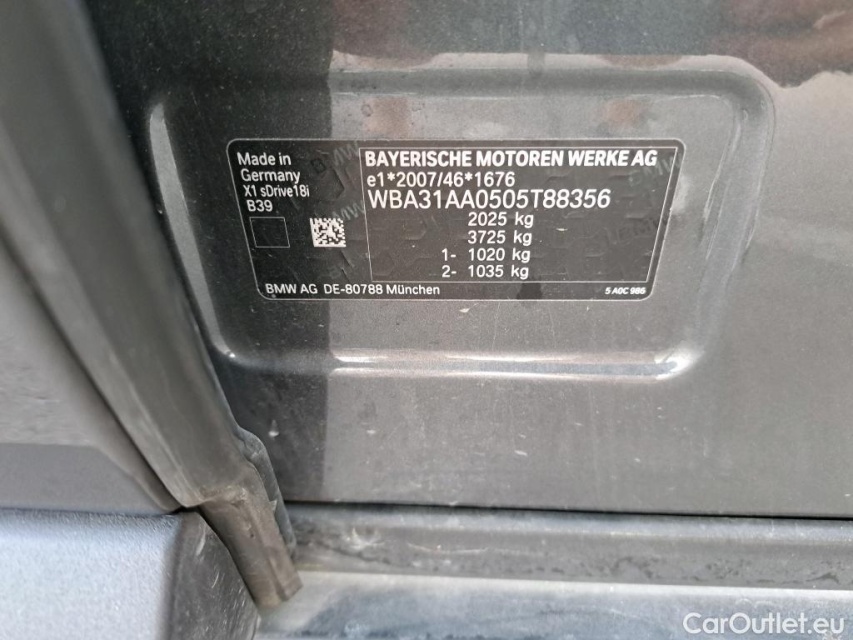 Made in
Germany
X1 sDrive18i
B39
BAYERISCHE MOTOREN WERKE AG
e1*2007/46*1676
WBA31AA0505T88356
2025 kg
3725 kg
1- 1020 kg
2- 1035 kg
BMW AG DE-80788 München
5 A0C 986
CarOutlet.eu